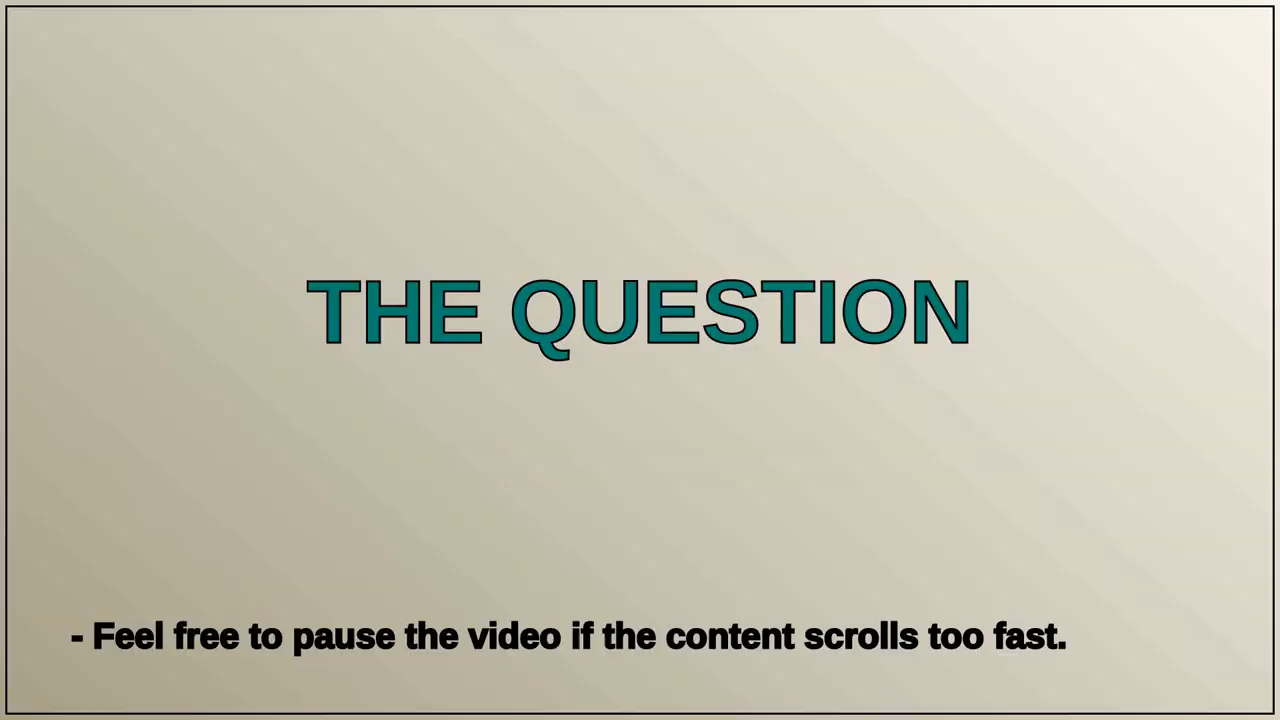 THE QUESTION
- Feel free to pause the video if the content scrolls too fast.